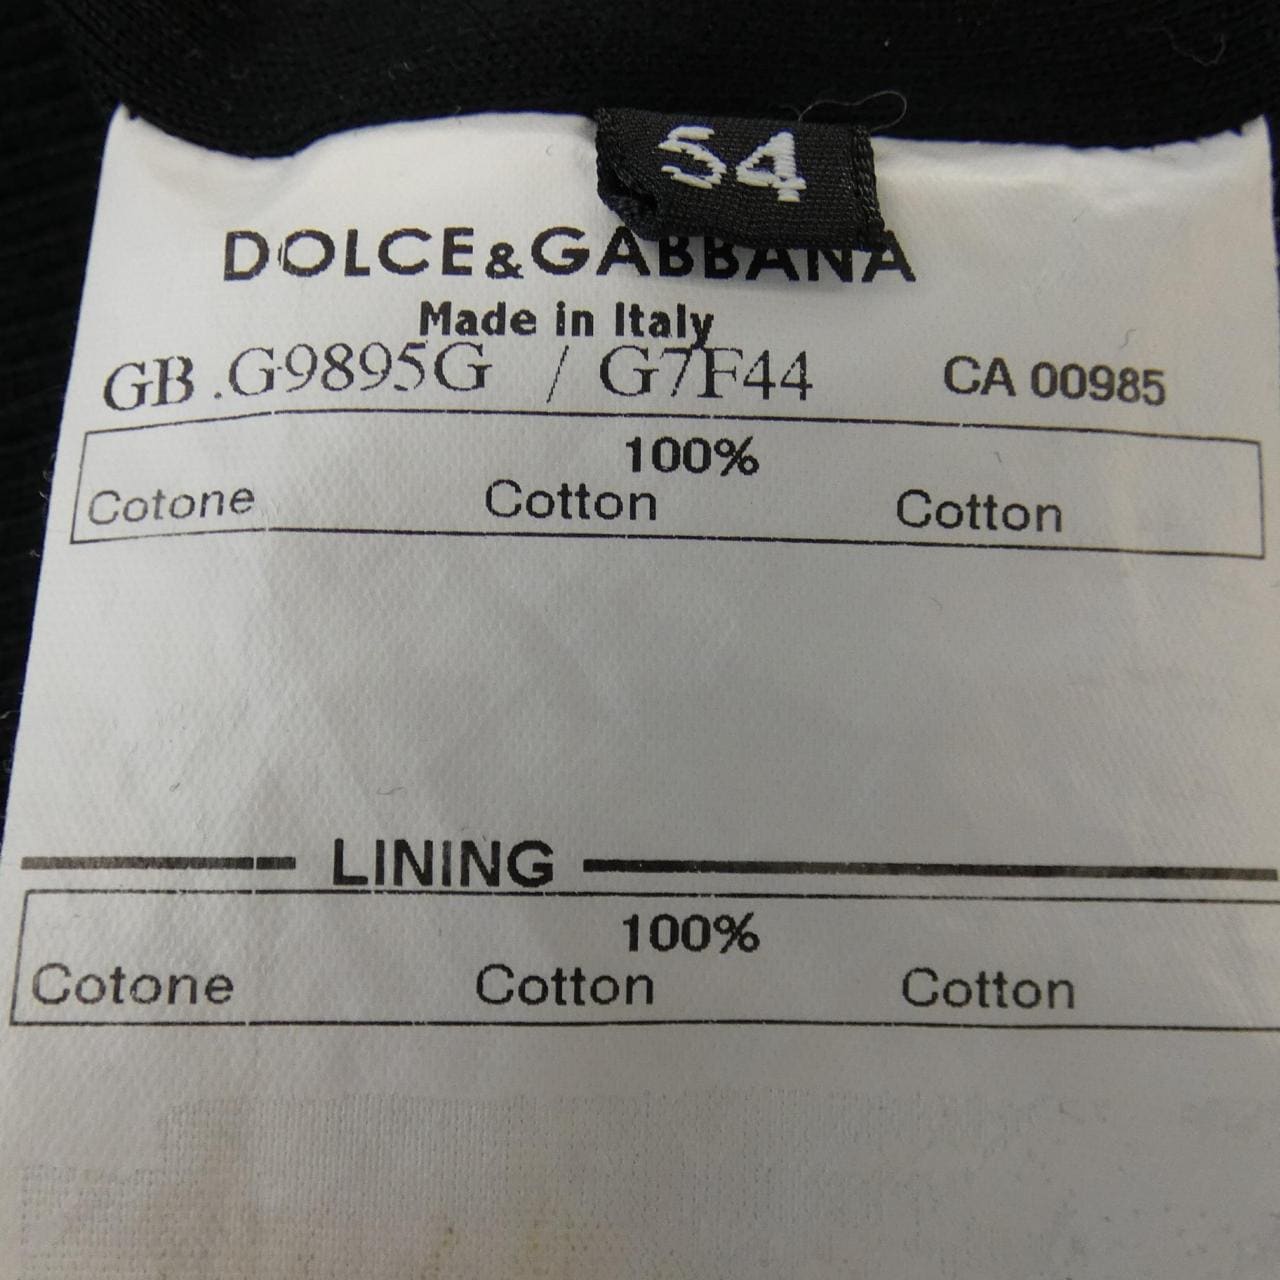 54
DOLCE&GABBANA
Made in Italy
GB .G9895G / G7F44 CA 00985
100%
Cotone Cotton Cotton
LINING
100%
Cotone Cotton Cotton